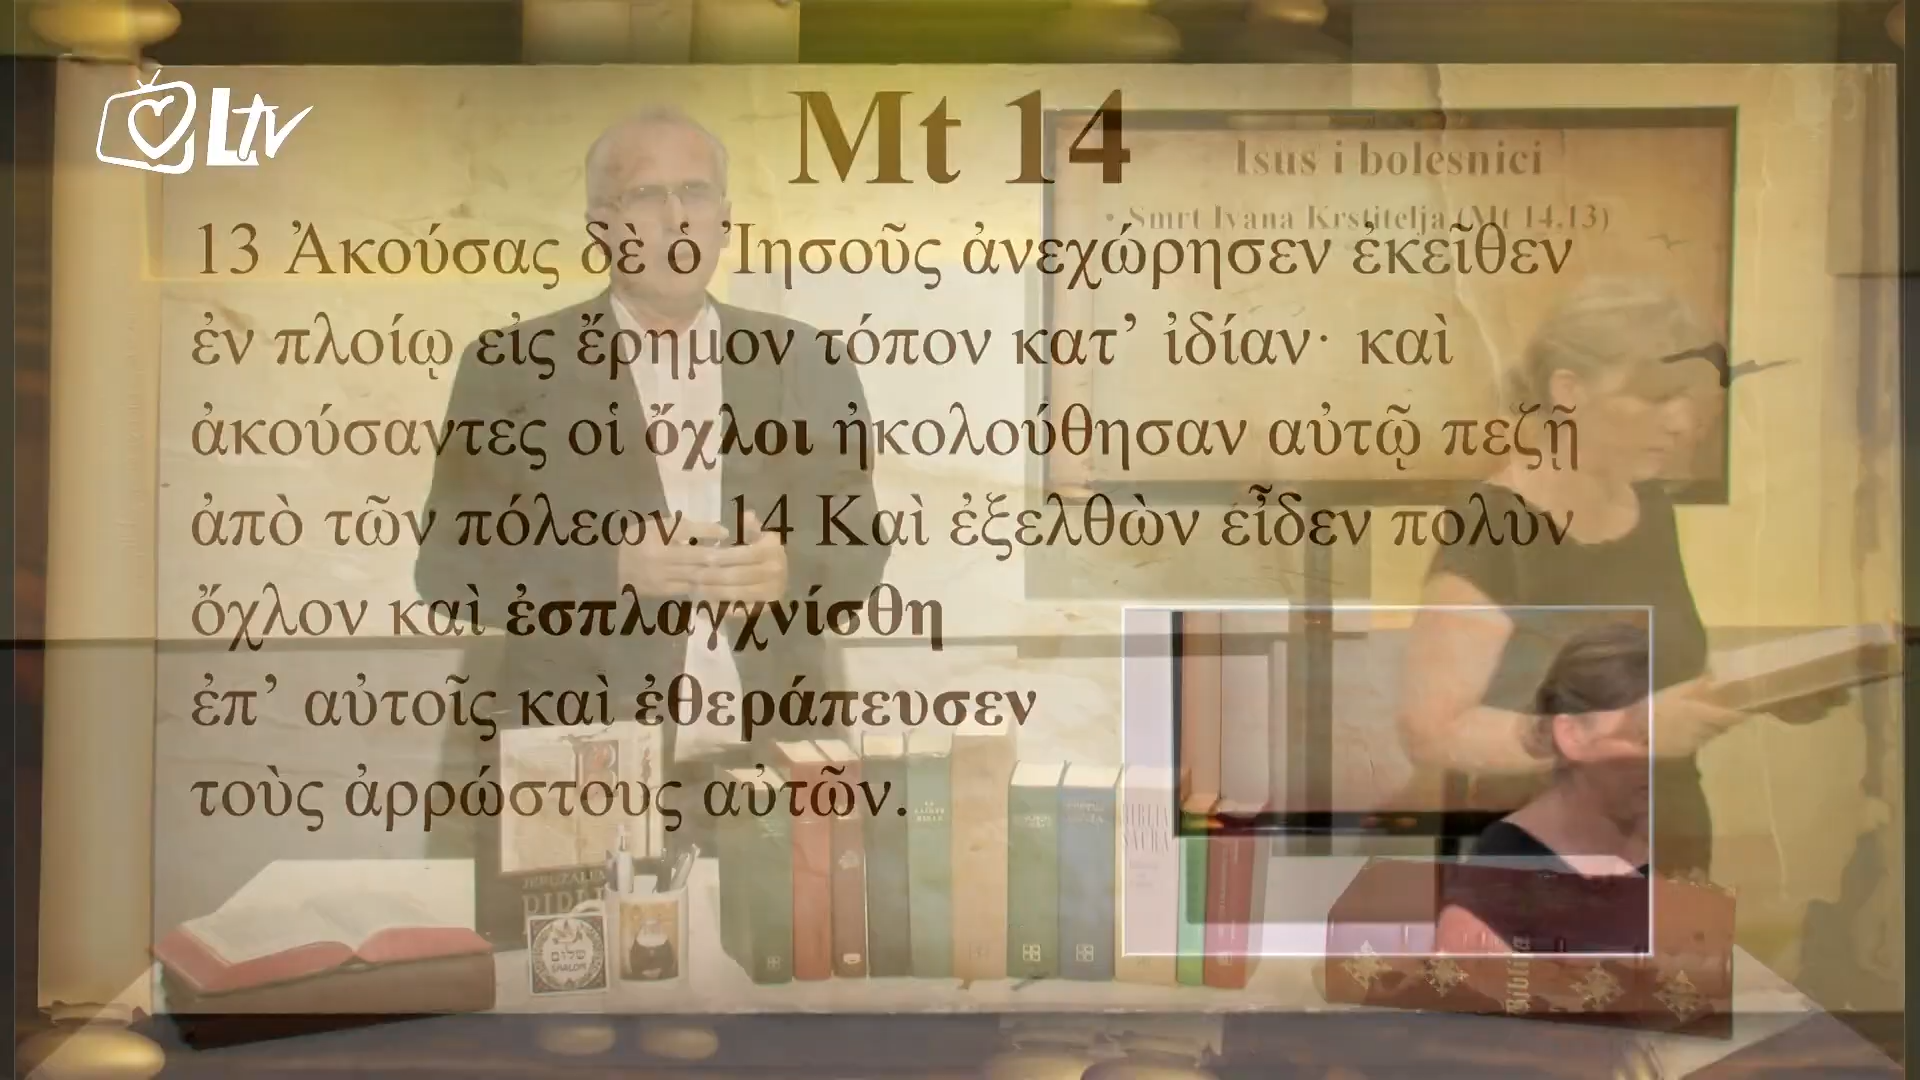 LTV
Mt 14
Isus i bolesnici
• Smrt Ivana Krstitelja (Mt 14,13)
13 Ἀκούσας δὲ ὁ Ἰησοῦς ἀνεχώρησεν ἐκεῖθεν
ἐν πλοίῳ εἰς ἔρημον τόπον κατ’ ἰδίαν· καὶ
ἀκούσαντες οἱ ὄχλοι ἠκολούθησαν αὐτῷ πεζῇ
ἀπὸ τῶν πόλεων. 14 Καὶ ἐξελθὼν εἶδεν πολὺν
ὄχλον καὶ ἐσπλαγχνίσθη
ἐπ’ αὐτοῖς καὶ ἐθεράπευσεν
τοὺς ἀρρώστους αὐτῶν.
BIBLIA
SACRA
שלום
SHALOM
Biblija